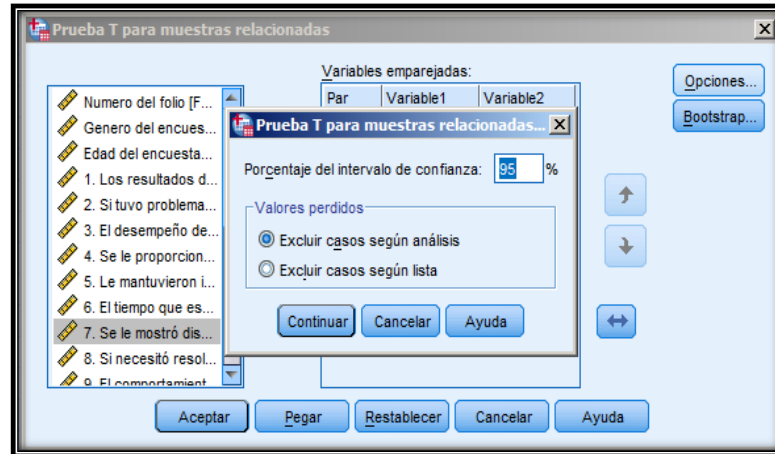 Prueba T para muestras relacionadas
Variables emparejadas:
Par Variable1 Variable2
Opciones...
Bootstrap...
Numero del folio [F...
Genero del encues...
Edad del encuesta...
1. Los resultados d...
2. Si tuvo problema...
3. El desempeño de...
4. Se le proporcion...
5. Le mantuvieron i...
6. El tiempo que es...
7. Se le mostró dis...
8. Si necesitó resol...
9. El comportamient
Prueba T para muestras relacionadas...
Porcentaje del intervalo de confianza: 95 %
Valores perdidos
Excluir casos según análisis
Excluir casos según lista
Continuar Cancelar Ayuda
Aceptar Pegar Restablecer Cancelar Ayuda